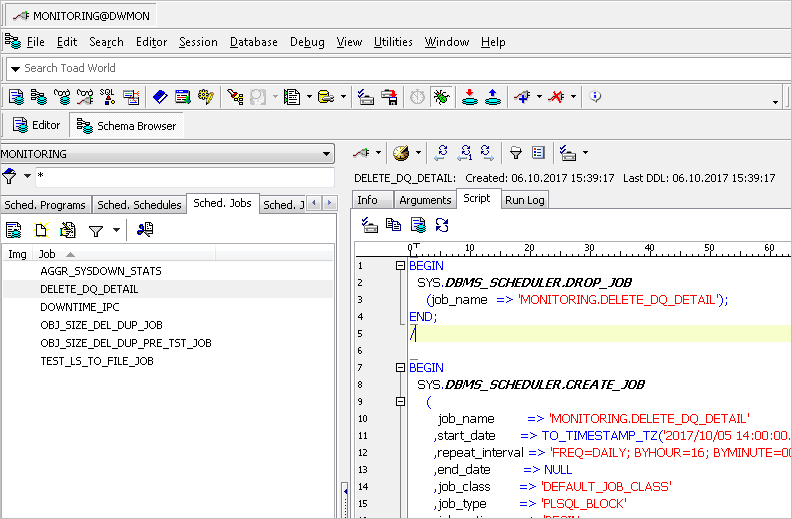 MONITORING@DWMON
File Edit Search Editor Session Database Debug View Utilities Window Help
Search Toad World
SQL
Editor Schema Browser
MONITORING
*
Sched. Programs Sched. Schedules Sched. Jobs Sched. J
Img Job
AGGR_SYSDOWN_STATS
DELETE_DQ_DETAIL
DOWNTIME_IPC
OBJ_SIZE_DEL_DUP_JOB
OBJ_SIZE_DEL_DUP_PRE_TST_JOB
TEST_LS_TO_FILE_JOB
DELETE_DQ_DETAIL: Created: 06.10.2017 15:39:17 Last DDL: 06.10.2017 15:39:17
Info Arguments Script Run Log
0 10 20 30 40 50 60
1 BEGIN
2 SYS.DBMS_SCHEDULER.DROP_JOB
3 (job_name => 'MONITORING.DELETE_DQ_DETAIL');
4 END;
5 /
6
7 BEGIN
8 SYS.DBMS_SCHEDULER.CREATE_JOB
9 (
10 job_name => 'MONITORING.DELETE_DQ_DETAIL'
11 ,start_date => TO_TIMESTAMP_TZ('2017/10/05 14:00:00.
12 ,repeat_interval => 'FREQ=DAILY; BYHOUR=16; BYMINUTE=00
13 ,end_date => NULL
14 ,job_class => 'DEFAULT_JOB_CLASS'
15 ,job_type => 'PLSQL_BLOCK'